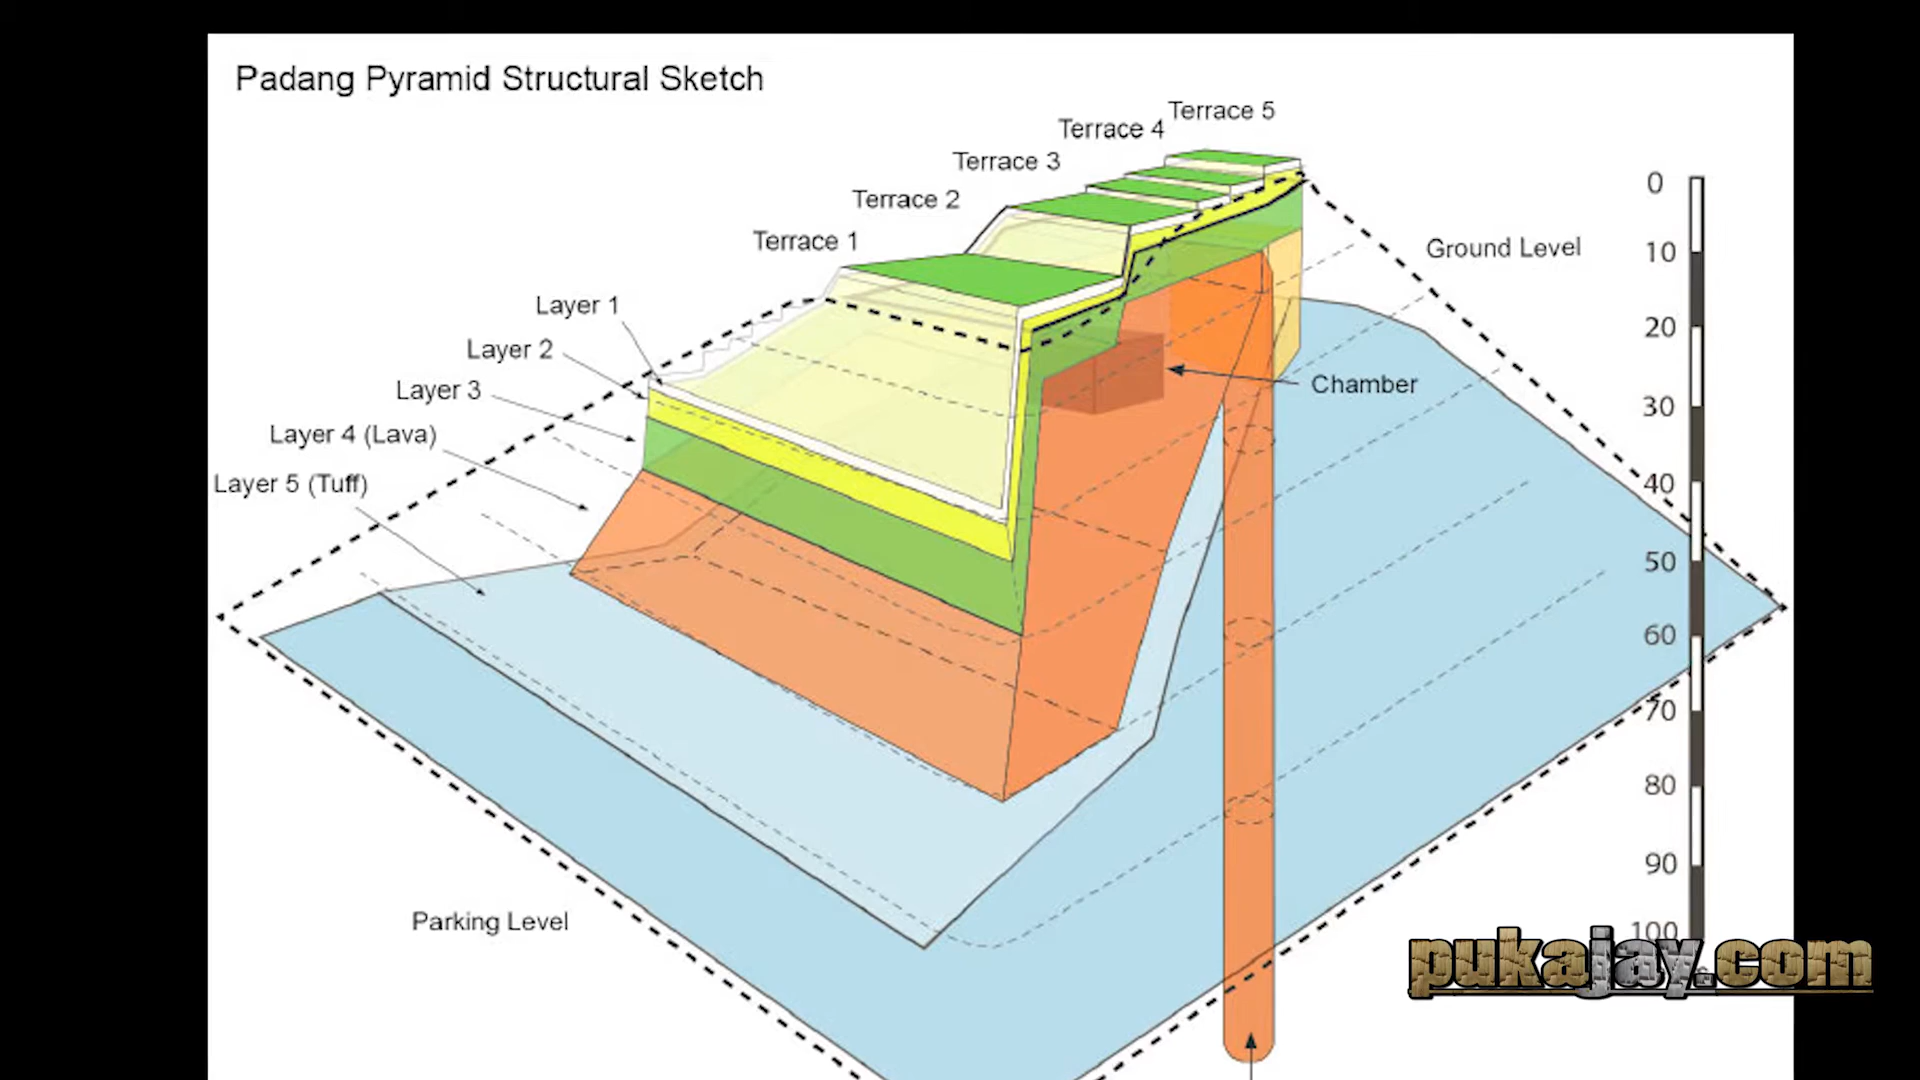 Padang Pyramid Structural Sketch
Terrace 5
Terrace 4
Terrace 3
Terrace 2
Terrace 1
Layer 1
Layer 2
Layer 3
Layer 4 (Lava)
Layer 5 (Tuff)
Ground Level
Chamber
Parking Level
0
10
20
30
40
50
60
70
80
90
100
pukajay.com